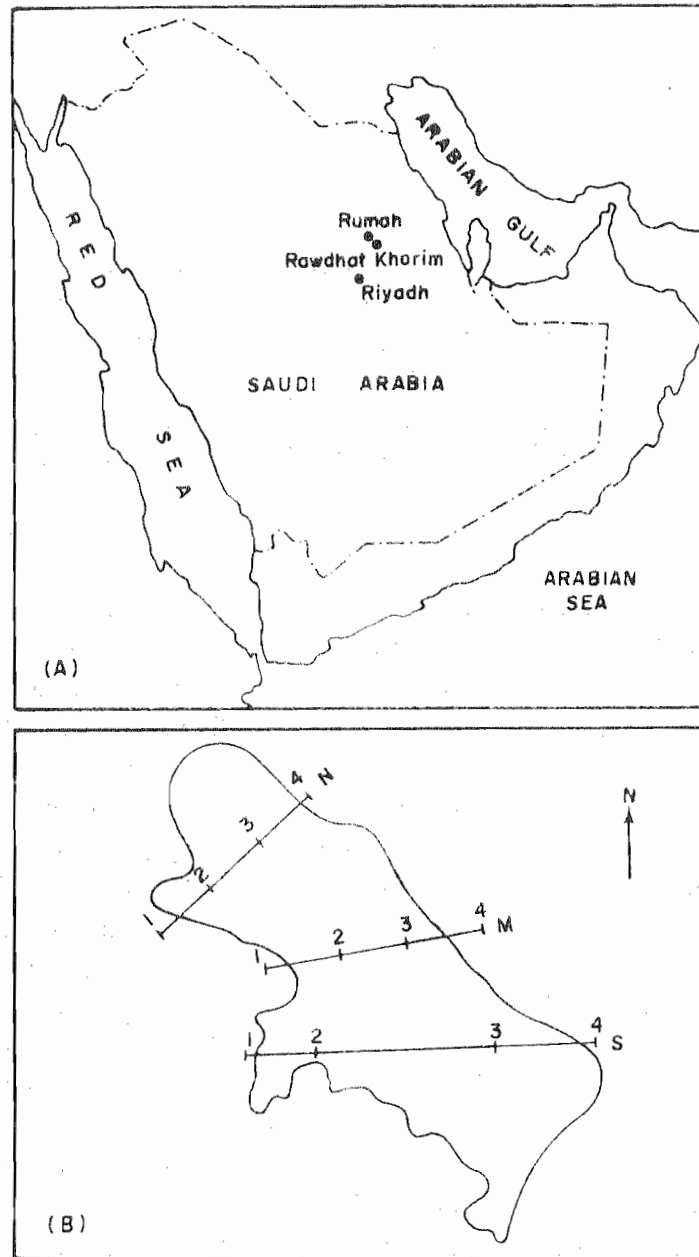 ARABIAN GULF
RED SEA
Rumah
Rawdhat Khorim
Riyadh
SAUDI ARABIA
ARABIAN
SEA
(A)
4 N
3
2
1
N
4
3
2
M
1
1
2
3
4
S
(B)